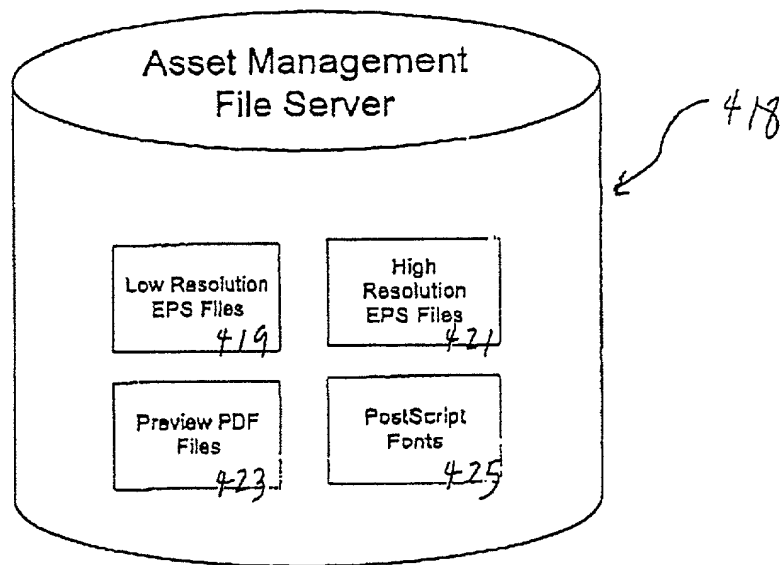 Asset Management
File Server
418
Low Resolution
EPS Files
419
High
Resolution
EPS Files
421
Preview PDF
Files
423
PostScript
Fonts
425